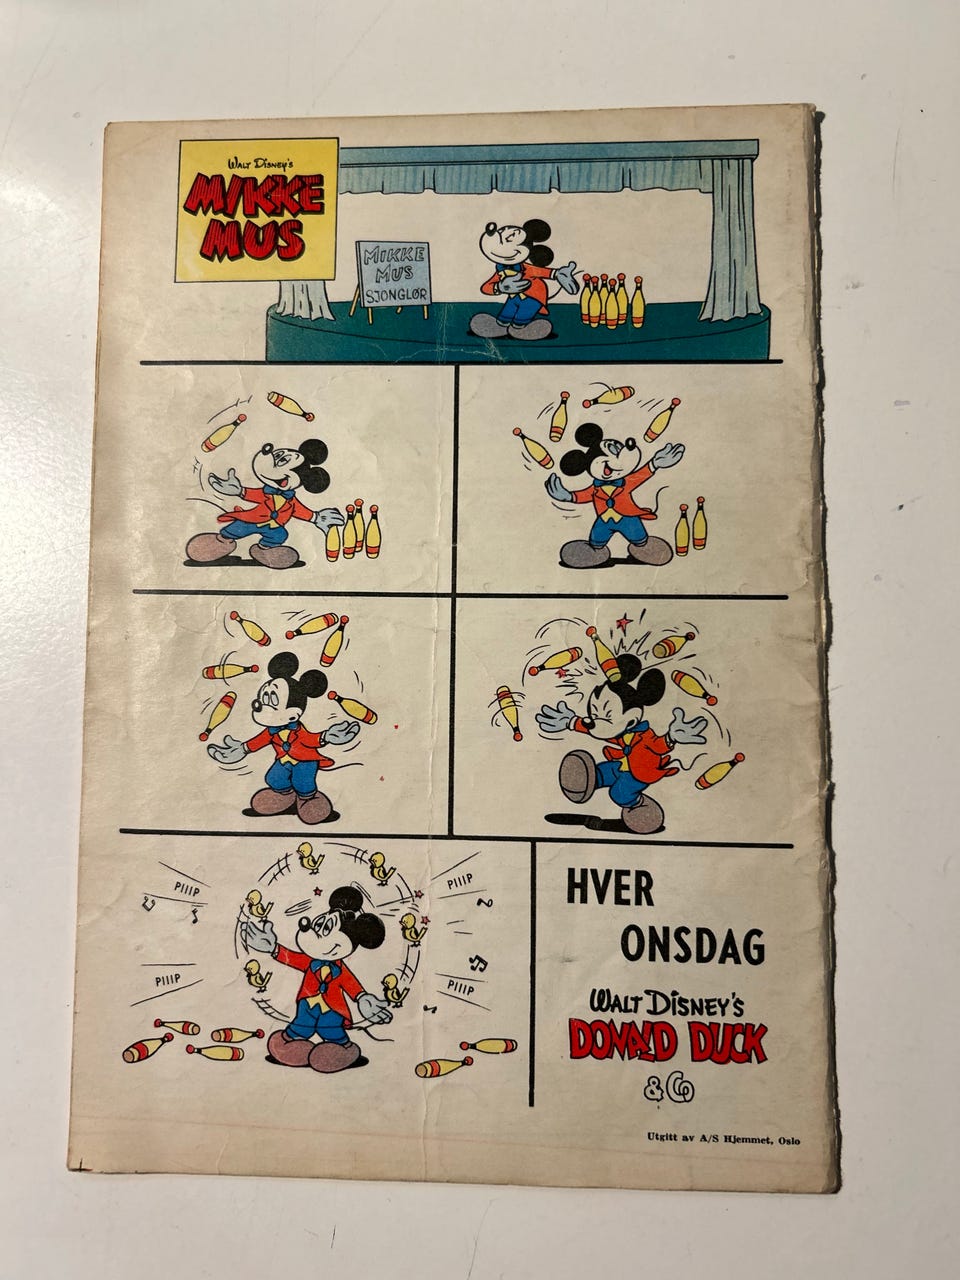 WALT DISNEY'S
MIKKE
MUS
MIKKE
MUS
SJONGLØR
PIIIP
PIIIP
PIIIP
PIIIP
HVER
ONSDAG
WALT DISNEY'S
DONALD DUCK
& Co
Utgitt av A/S Hjemmet, Oslo